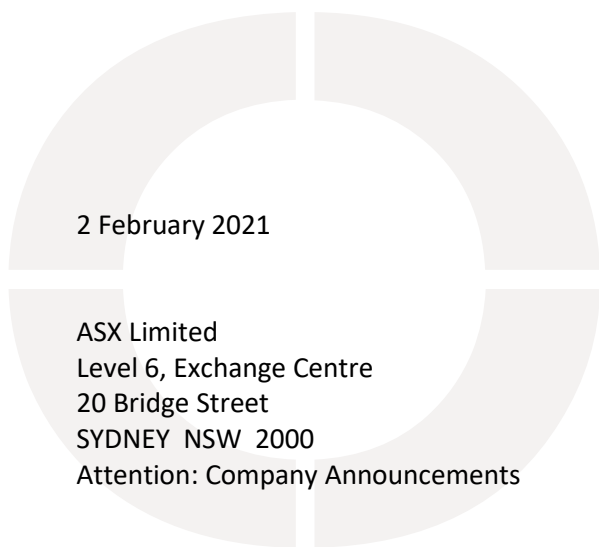 2 February 2021
ASX Limited
Level 6, Exchange Centre
20 Bridge Street
SYDNEY  NSW  2000
Attention: Company Announcements